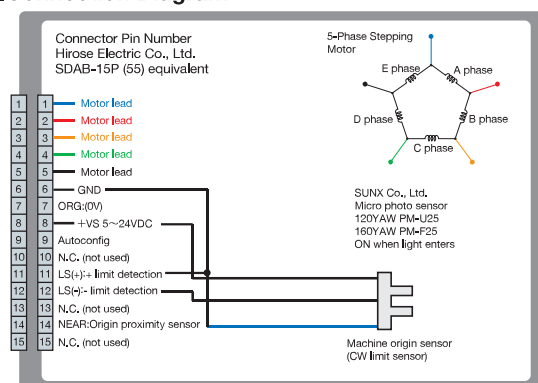 Connector Pin Number
Hirose Electric Co., Ltd.
SDAB-15P (55) equivalent
1 1 Motor lead
2 2 Motor lead
3 3 Motor lead
4 4 Motor lead
5 5 Motor lead
6 6 GND
7 7 ORG:(0V)
8 8 +VS 5~24VDC
9 9 Autoconfig
10 10 N.C. (not used)
11 11 LS(+):+ limit detection
12 12 LS(-):- limit detection
13 13 N.C. (not used)
14 14 NEAR:Origin proximity sensor
15 15 N.C. (not used)
5-Phase Stepping
Motor
E phase
A phase
D phase
B phase
C phase
SUNX Co., Ltd.
Micro photo sensor
120YAW PM-U25
160YAW PM-F25
ON when light enters
Machine origin sensor
(CW limit sensor)